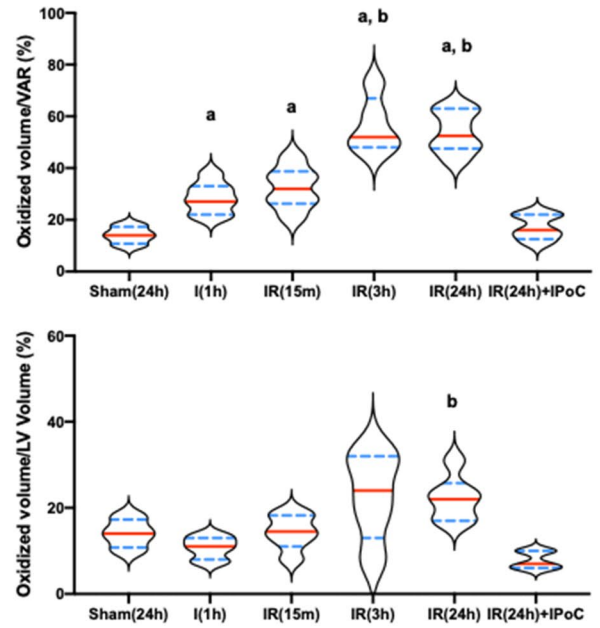 Oxidized volume/VAR (%)
100
80
60
40
20
0
a
a
a, b
a, b
Sham(24h) I(1h) IR(15m) IR(3h) IR(24h) IR(24h)+IPoC
Oxidized volume/LV Volume (%)
60
40
20
0
b
Sham(24h) I(1h) IR(15m) IR(3h) IR(24h) IR(24h)+IPoC